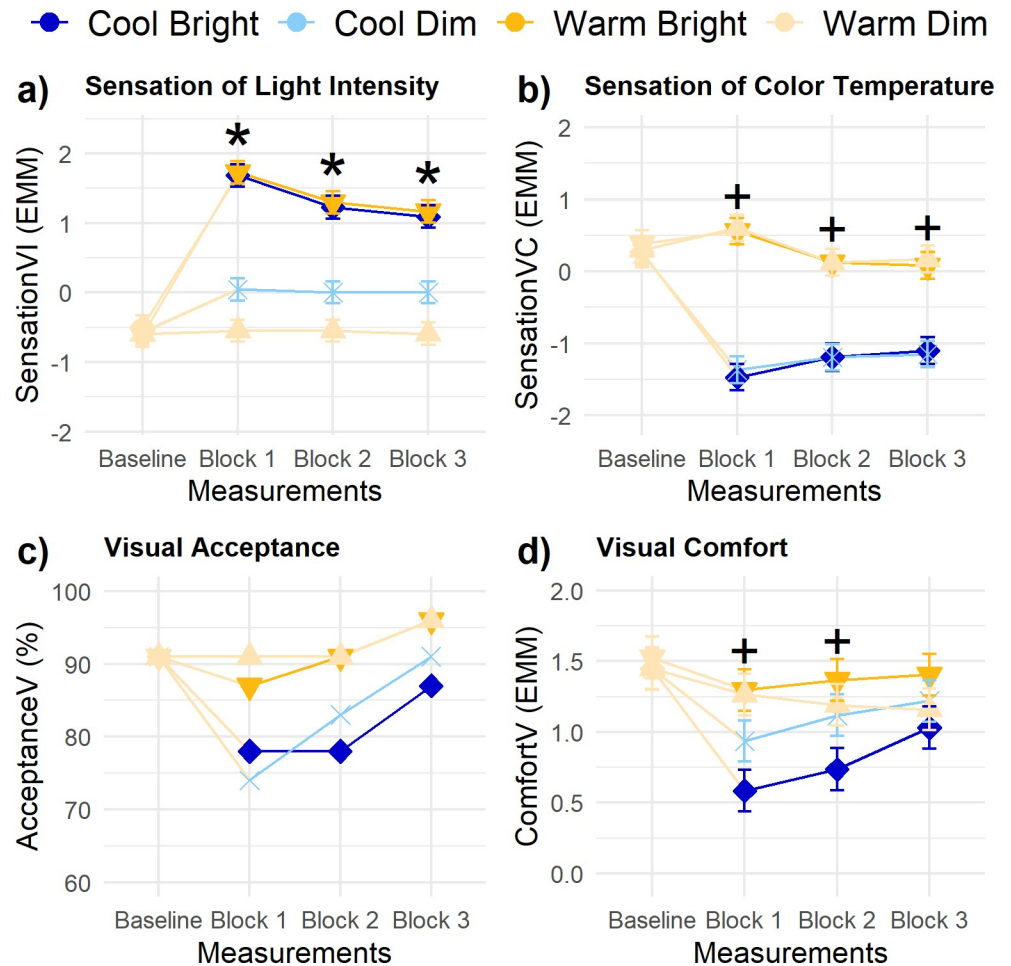 Cool Bright Cool Dim Warm Bright Warm Dim
a) Sensation of Light Intensity
SensationVI (EMM)
2
1
0
-1
-2
* * *
Baseline Block 1 Block 2 Block 3
Measurements
b) Sensation of Color Temperature
SensationVC (EMM)
2
1
0
-1
-2
+ + +
Baseline Block 1 Block 2 Block 3
Measurements
c) Visual Acceptance
AcceptanceV (%)
100
90
80
70
60
Baseline Block 1 Block 2 Block 3
Measurements
d) Visual Comfort
ComfortV (EMM)
2.0
1.5
1.0
0.5
0.0
+ +
Baseline Block 1 Block 2 Block 3
Measurements